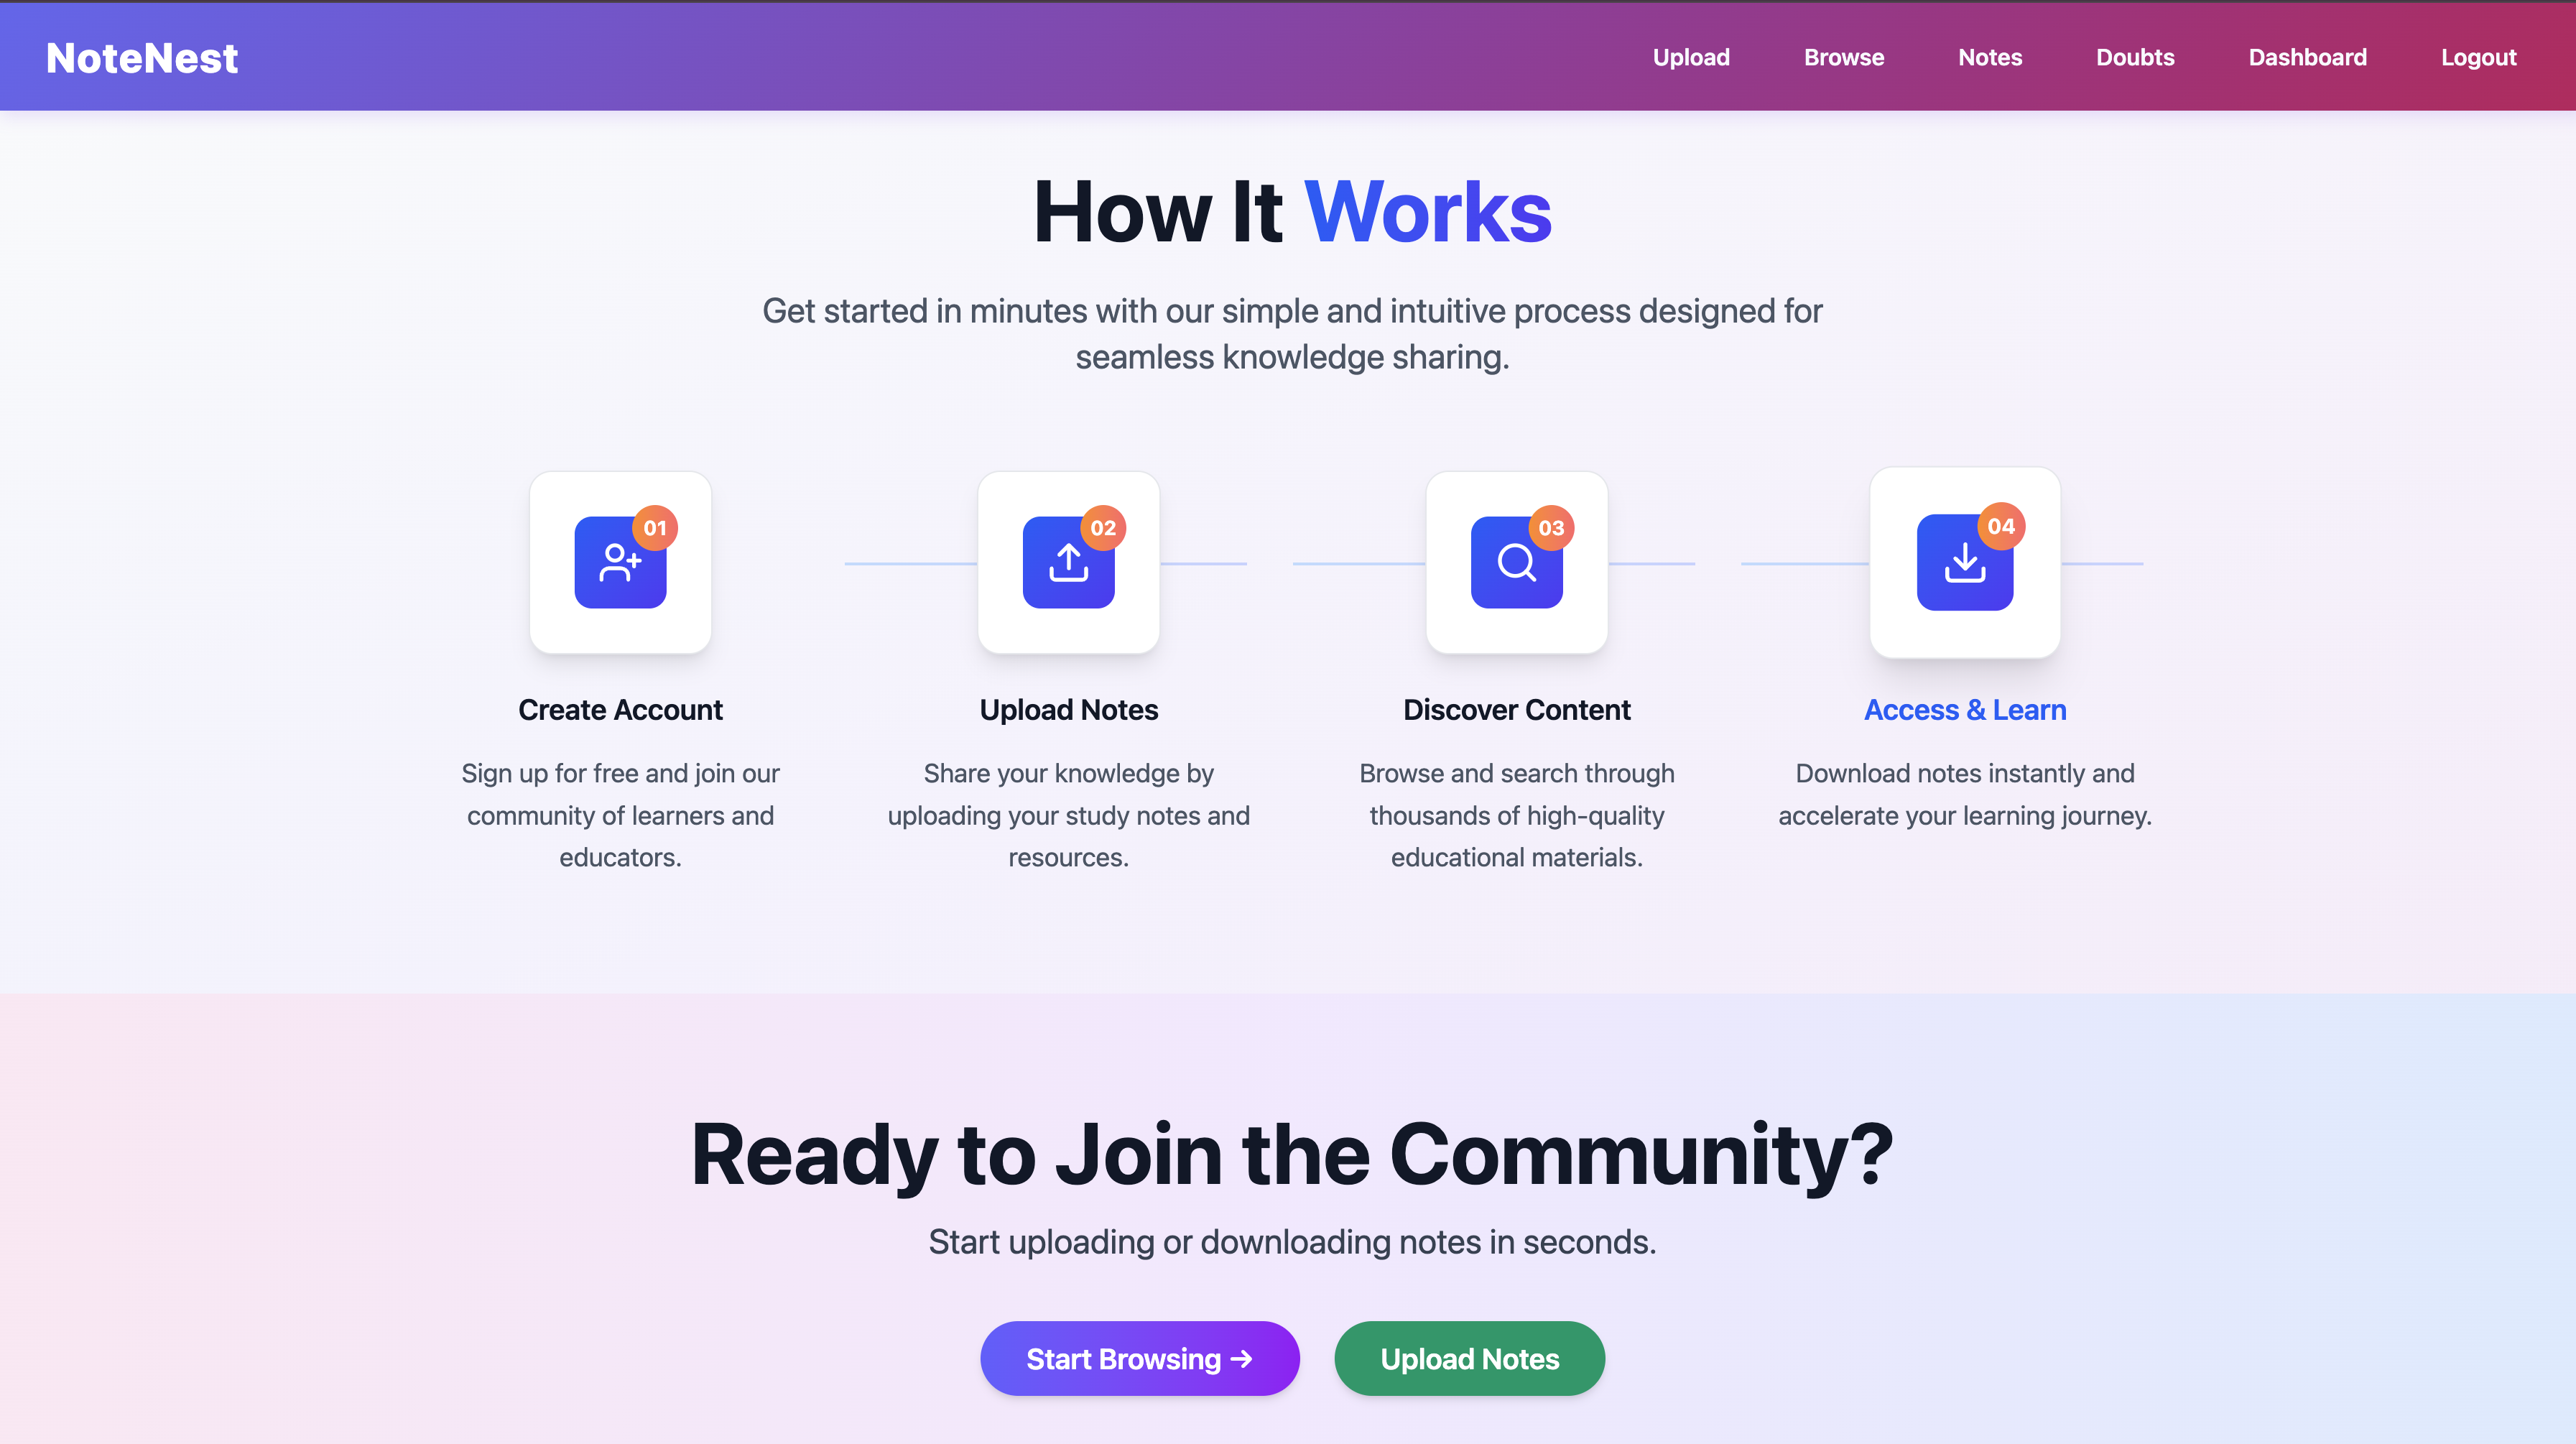 NoteNest
Upload
Browse
Notes
Doubts
Dashboard
Logout
How It Works
Get started in minutes with our simple and intuitive process designed for
seamless knowledge sharing.
01
Create Account
Sign up for free and join our
community of learners and
educators.
02
Upload Notes
Share your knowledge by
uploading your study notes and
resources.
03
Discover Content
Browse and search through
thousands of high-quality
educational materials.
04
Access & Learn
Download notes instantly and
accelerate your learning journey.
Ready to Join the Community?
Start uploading or downloading notes in seconds.
Start Browsing →
Upload Notes